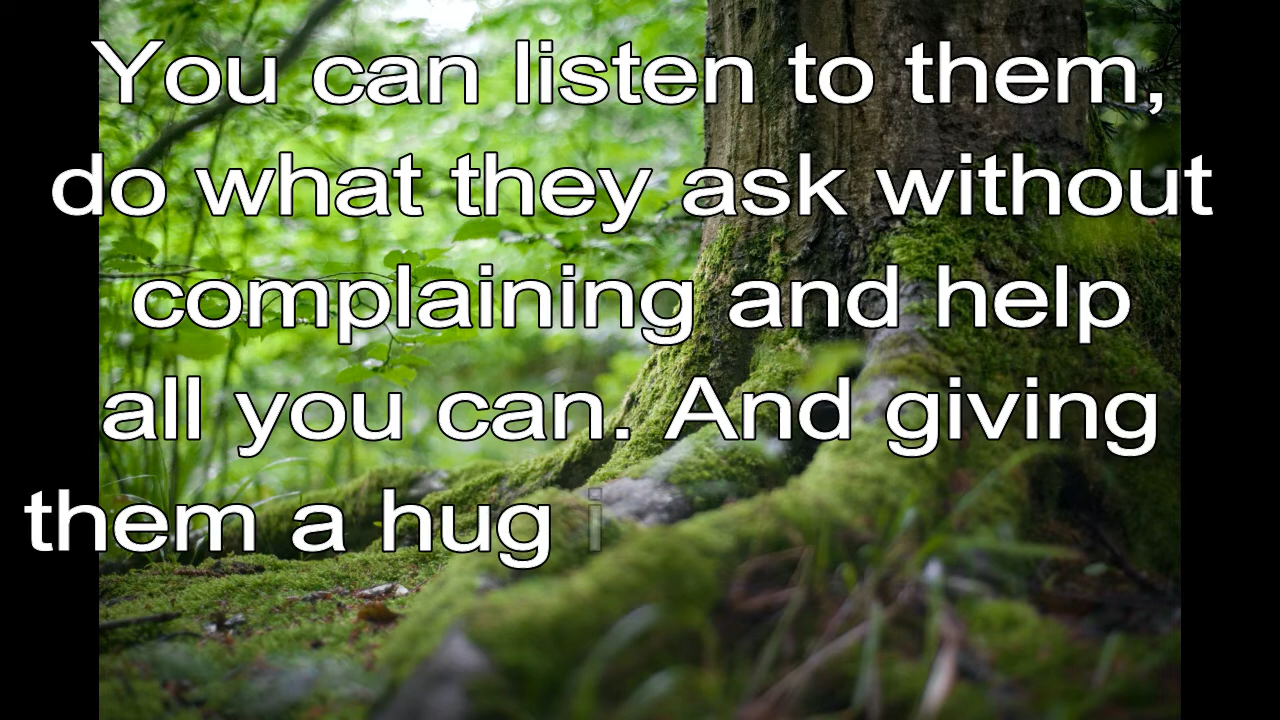 You can listen to them,
do what they ask without
complaining and help
all you can. And giving
them a hug i